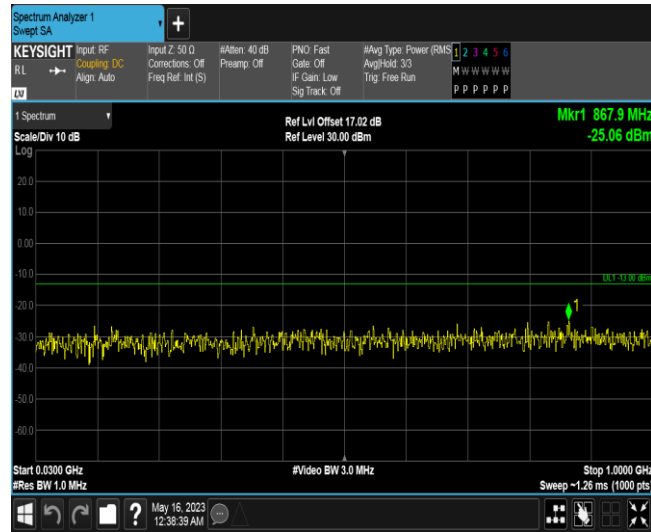 Spectrum Analyzer 1
Swept SA
+
KEYSIGHT
RL
LXI
Input: RF
Coupling: DC
Align: Auto
Input Z: 50 Ω
Corrections: Off
Freq Ref: Int (S)
#Atten: 40 dB
Preamp: Off
PNO: Fast
Gate: Off
IF Gain: Low
Sig Track: Off
#Avg Type: Power (RMS
Avg|Hold: 3/3
Trig: Free Run
1 2 3 4 5 6
M W W W W W
P P P P P P
1 Spectrum
Scale/Div 10 dB
Log
Ref Lvl Offset 17.02 dB
Ref Level 30.00 dBm
Mkr1 867.9 MHz
-25.06 dBm
20.0
10.0
0.00
-10.0
DL1 -13.00 dBm
-20.0
1
-30.0
-40.0
-50.0
-60.0
Start 0.0300 GHz
#Res BW 1.0 MHz
#Video BW 3.0 MHz
Stop 1.0000 GHz
Sweep ~1.26 ms (1000 pts)
?
May 16, 2023
12:38:39 AM